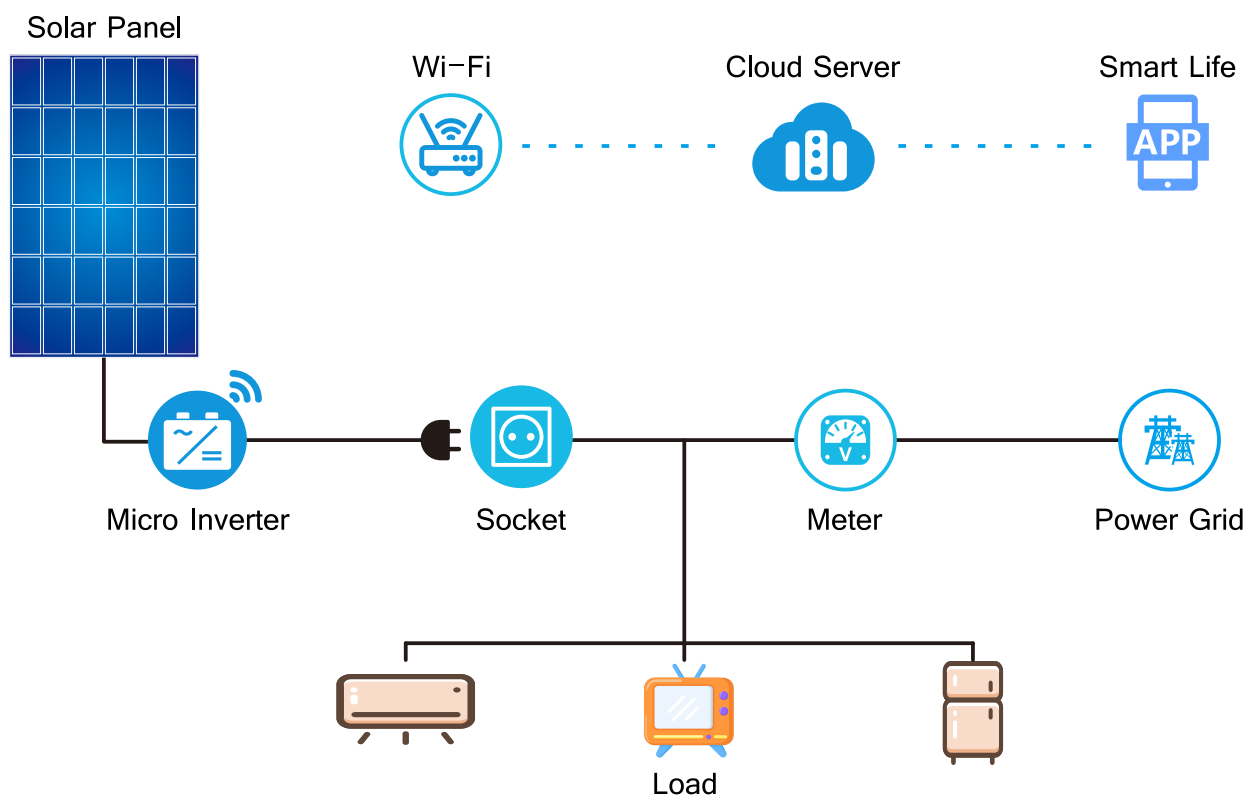 Solar Panel
Wi-Fi
Cloud Server
Smart Life
APP
V
Micro Inverter
Socket
Meter
Power Grid
Load